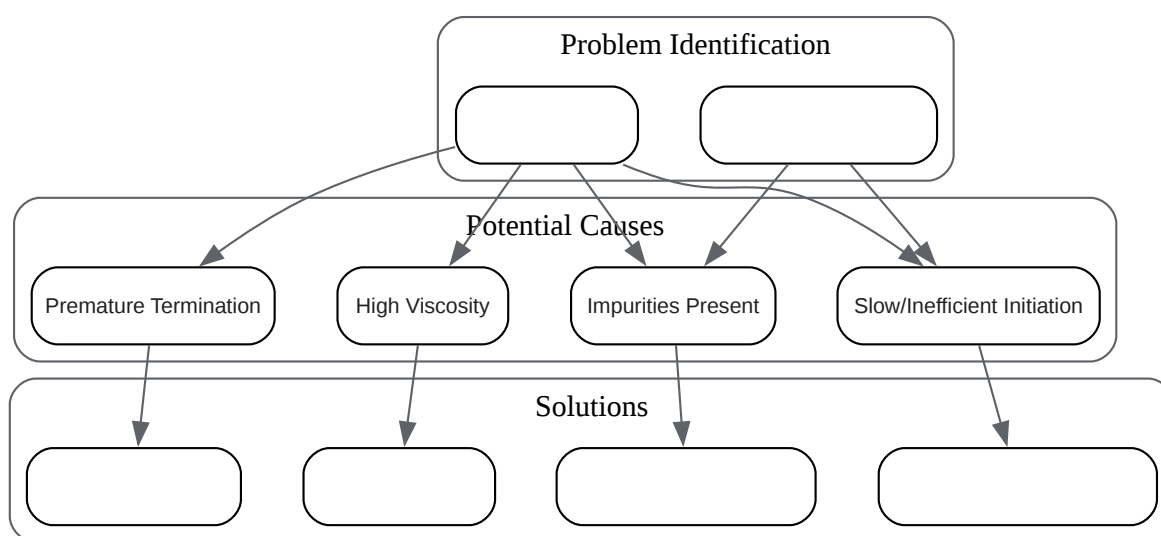 Problem Identification
Potential Causes
Premature Termination
High Viscosity
Impurities Present
Slow/Inefficient Initiation
Solutions